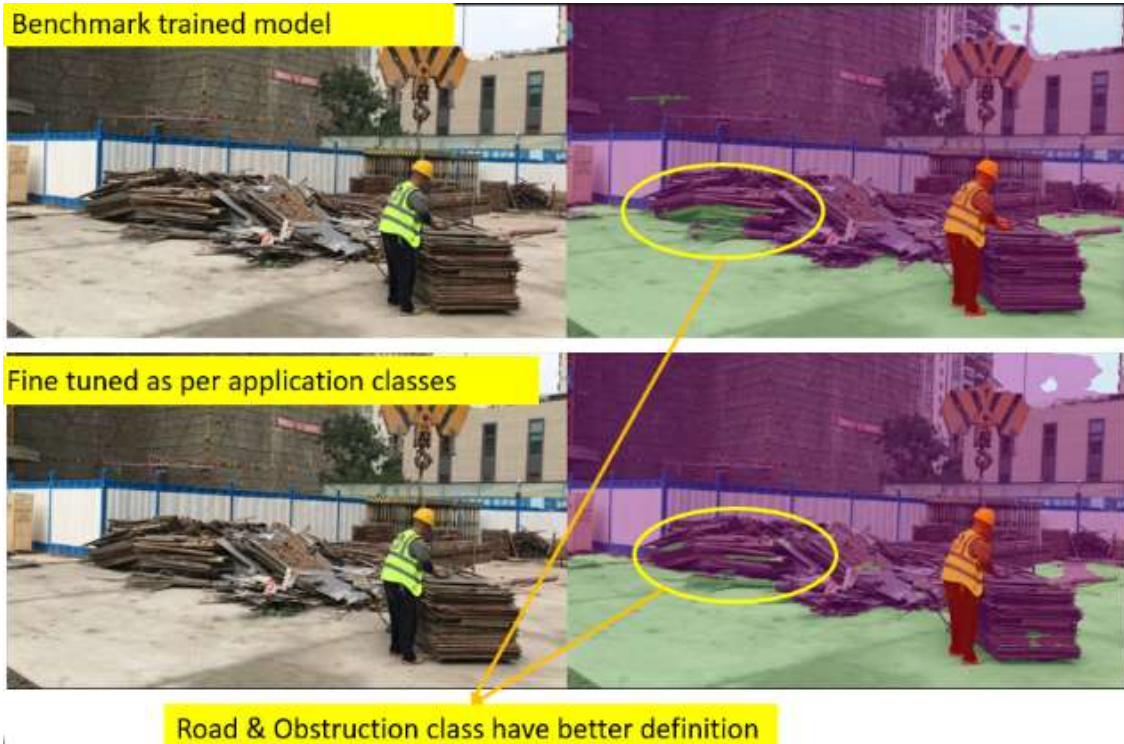 Benchmark trained model
Fine tuned as per application classes
Road & Obstruction class have better definition